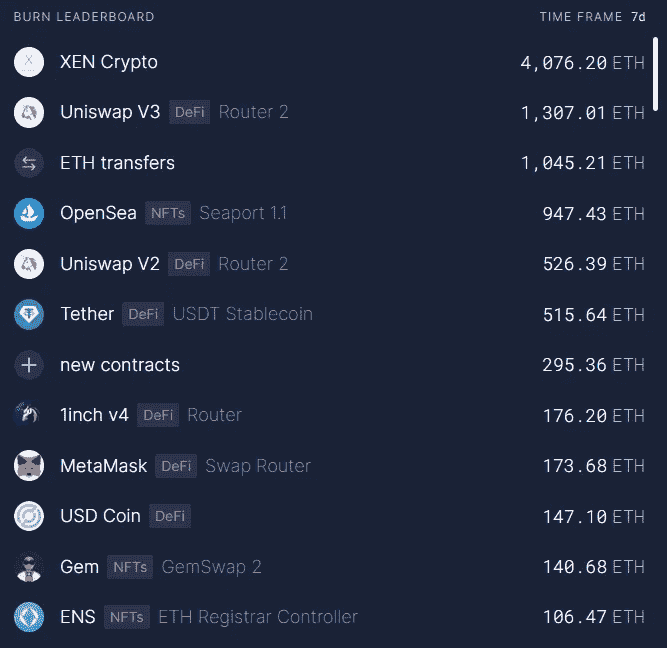 BURN LEADERBOARD TIME FRAME 7d
XEN Crypto 4,076.20 ETH
Uniswap V3 DeFi Router 2 1,307.01 ETH
ETH transfers 1,045.21 ETH
OpenSea NFTs Seaport 1.1 947.43 ETH
Uniswap V2 DeFi Router 2 526.39 ETH
Tether DeFi USDT Stablecoin 515.64 ETH
new contracts 295.36 ETH
1inch v4 DeFi Router 176.20 ETH
MetaMask DeFi Swap Router 173.68 ETH
USD Coin DeFi 147.10 ETH
Gem NFTs GemSwap 2 140.68 ETH
ENS NFTs ETH Registrar Controller 106.47 ETH